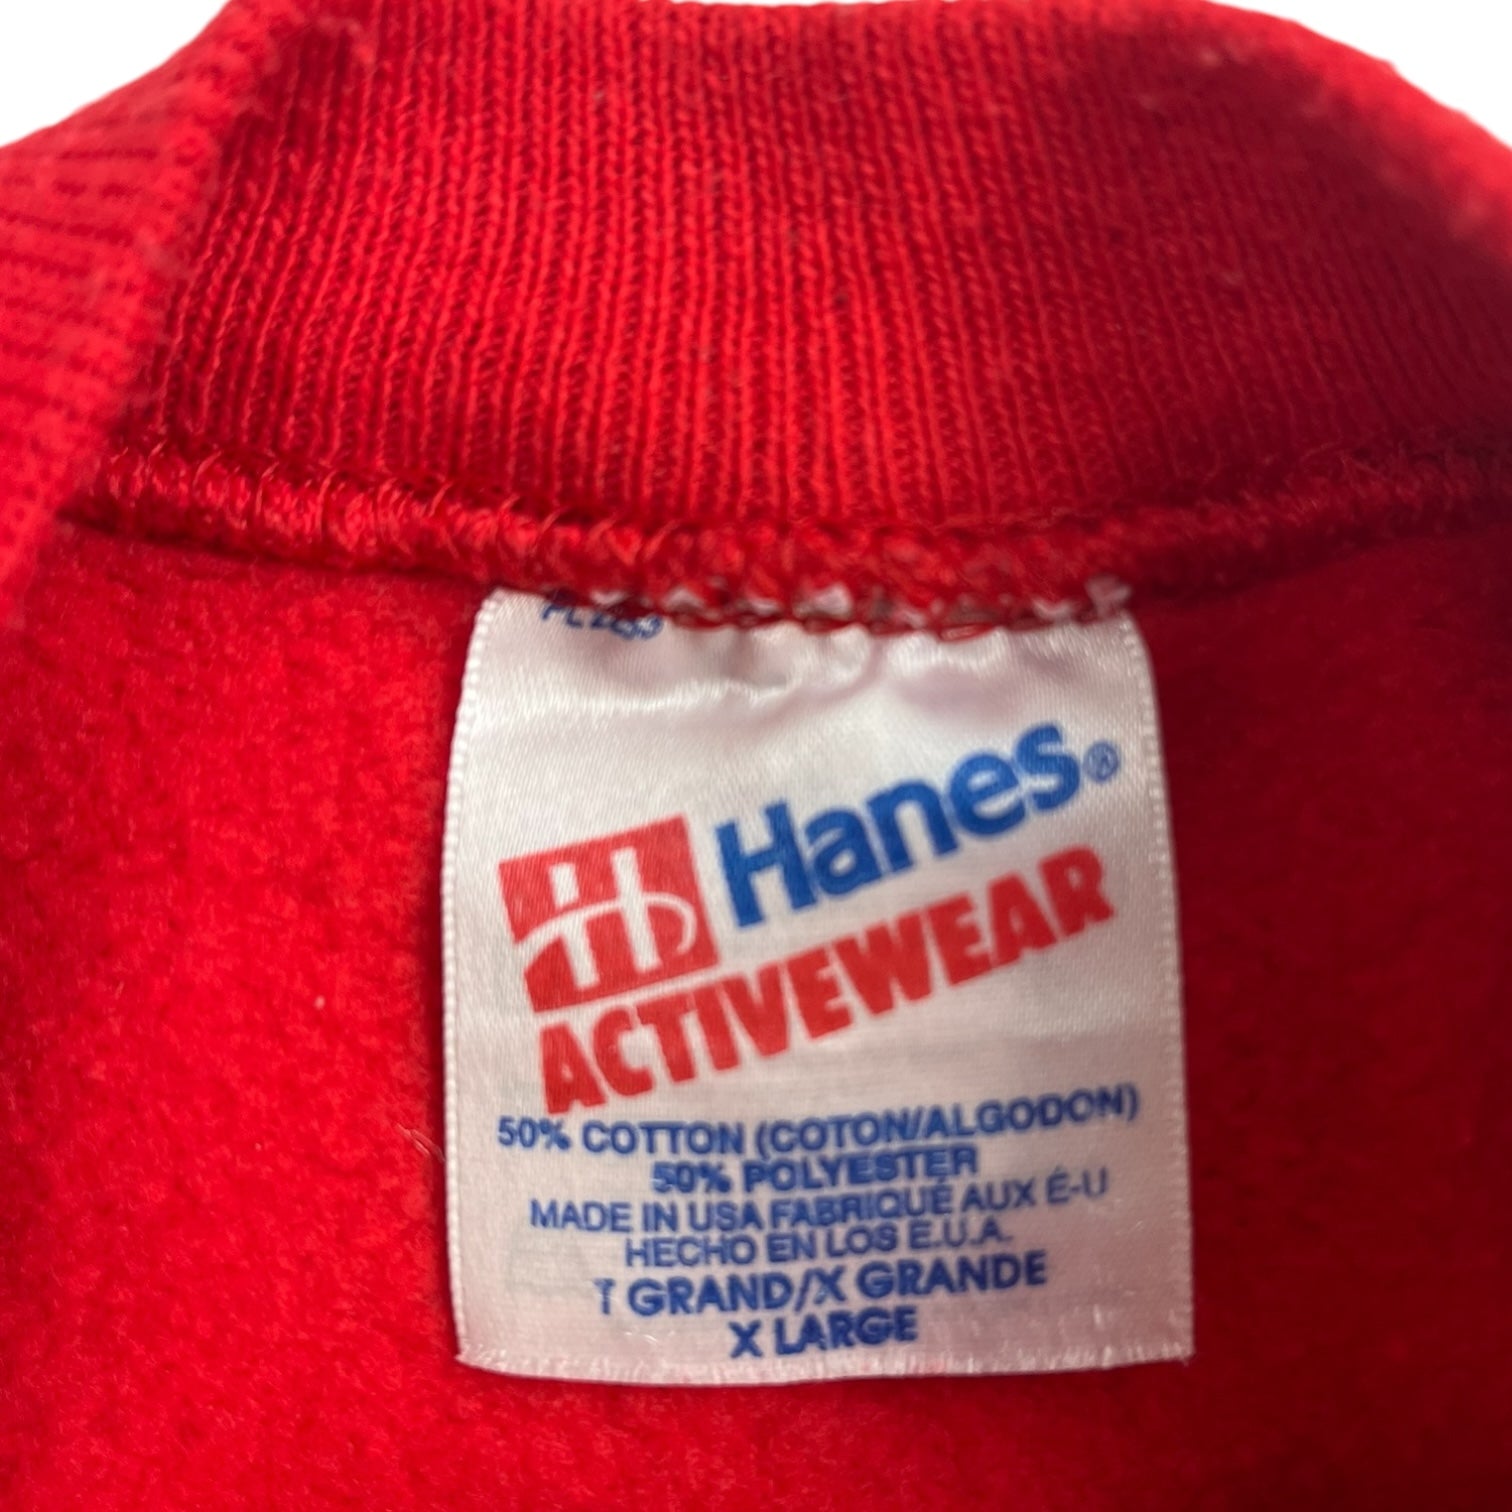 Hanes®
ACTIVEWEAR
50% COTTON (COTON/ALGODON)
50% POLYESTER
MADE IN USA FABRIQUÉ AUX É-U
HECHO EN LOS E.U.A.
T GRAND/X GRANDE
X LARGE